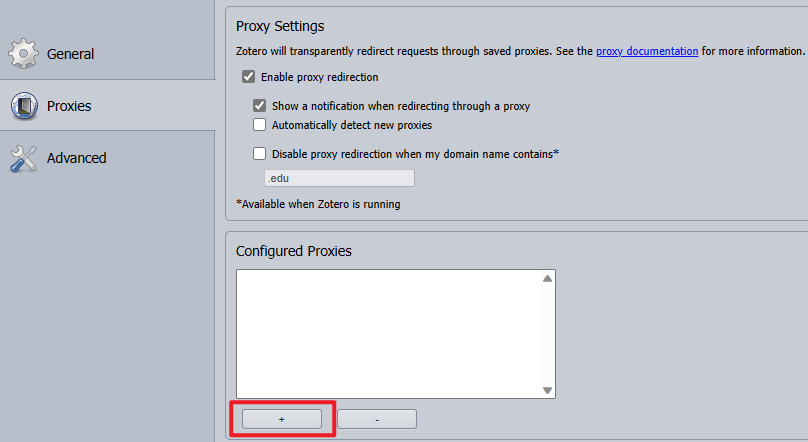 General
Proxies
Advanced
Proxy Settings
Zotero will transparently redirect requests through saved proxies. See the proxy documentation for more information.
Enable proxy redirection
Show a notification when redirecting through a proxy
Automatically detect new proxies
Disable proxy redirection when my domain name contains*
.edu
*Available when Zotero is running
Configured Proxies
+ -